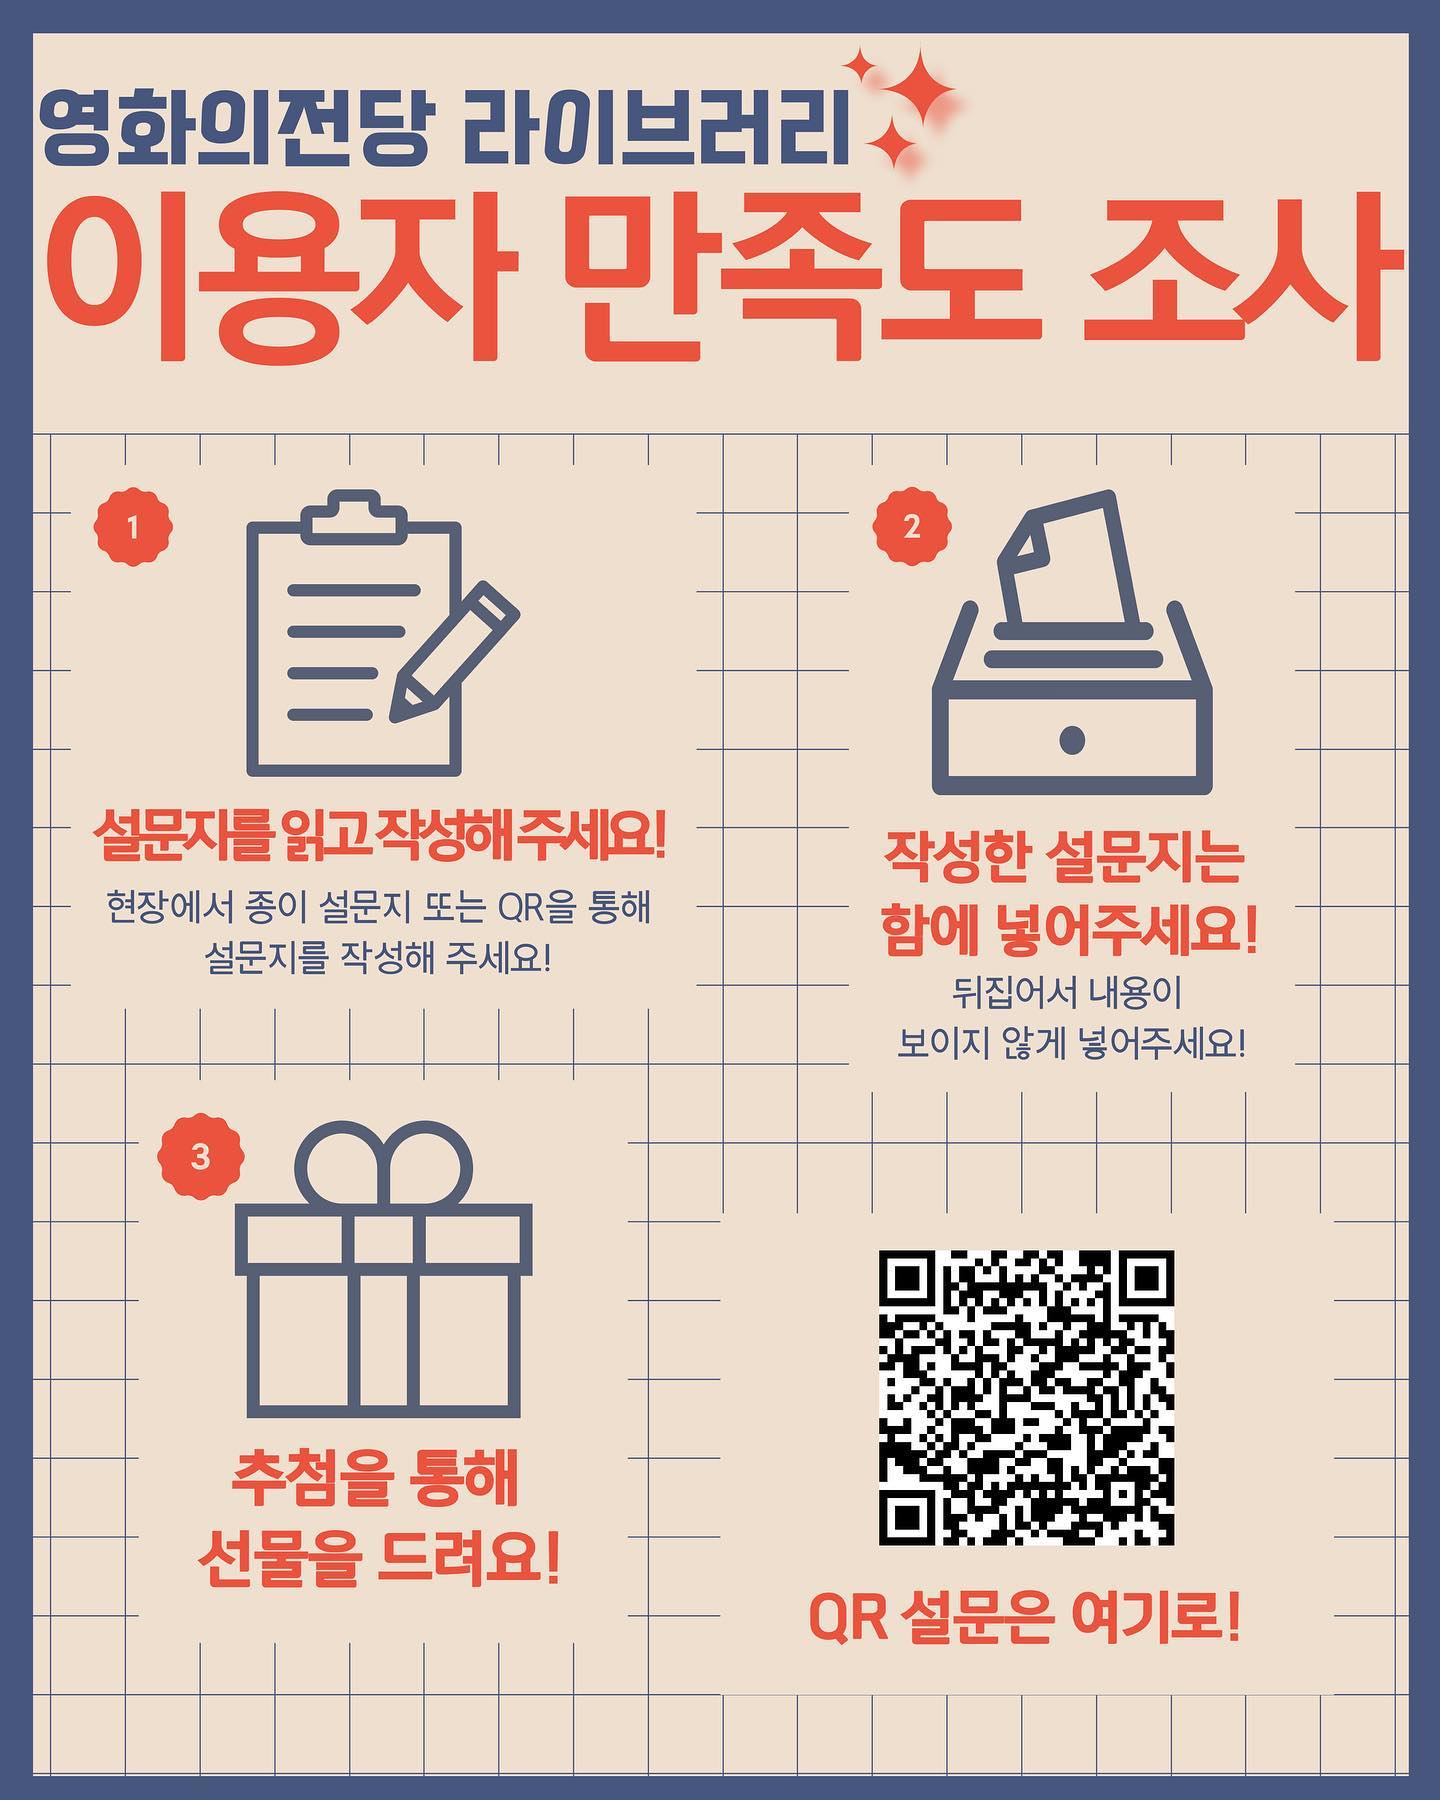 영화의전당 라이브러리
이용자 만족도 조사
1
설문지를 읽고 작성해 주세요!
현장에서 종이 설문지 또는 QR을 통해
설문지를 작성해 주세요!
2
작성한 설문지는
함에 넣어주세요!
뒤집어서 내용이
보이지 않게 넣어주세요!
3
추첨을 통해
선물을 드려요!
QR 설문은 여기로!